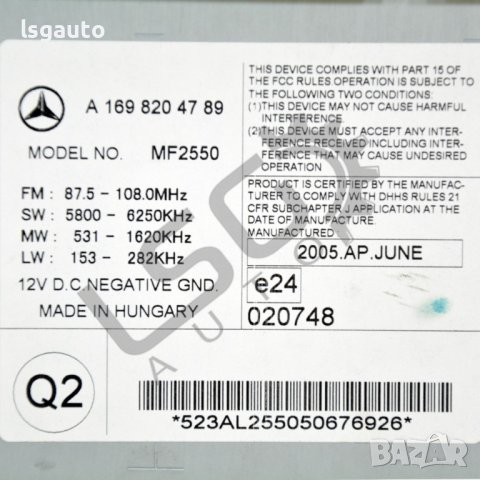 lsgauto
A 169 820 47 89
MODEL NO. MF2550
FM : 87.5 - 108.0MHz
SW : 5800 - 6250KHz
MW : 531 - 1620KHz
LW : 153 - 282KHz
12V D.C.NEGATIVE GND.
MADE IN HUNGARY
THIS DEVICE COMPLIES WITH PART 15 OF
THE FCC RULES OPERATION IS SUBJECT TO
THE FOLLOWING TWO CONDITIONS:
(1)THIS DEVICE MAY NOT CAUSE HARMFUL
INTERFERENCE.
(2)THIS DEVICE MUST ACCEPT ANY INTER-
FERENCE RECEIVED INCLUDING INTERFER-
ENCE THAT MAY CAUSE UNDESIRED
OPERATION
PRODUCT IS CERTIFIED BY THE MANUFAC-
TURER TO COMPLY WITH DHHS RULES 21
CFR SUBCHAPTER J APPLICATION AT THE
DATE OF MANUFACTURE.
MANUFACTURED:
2005.AP.JUNE
e24
020748
Q2
*523AL255050676926*
LSG
AUTO
BAZAR